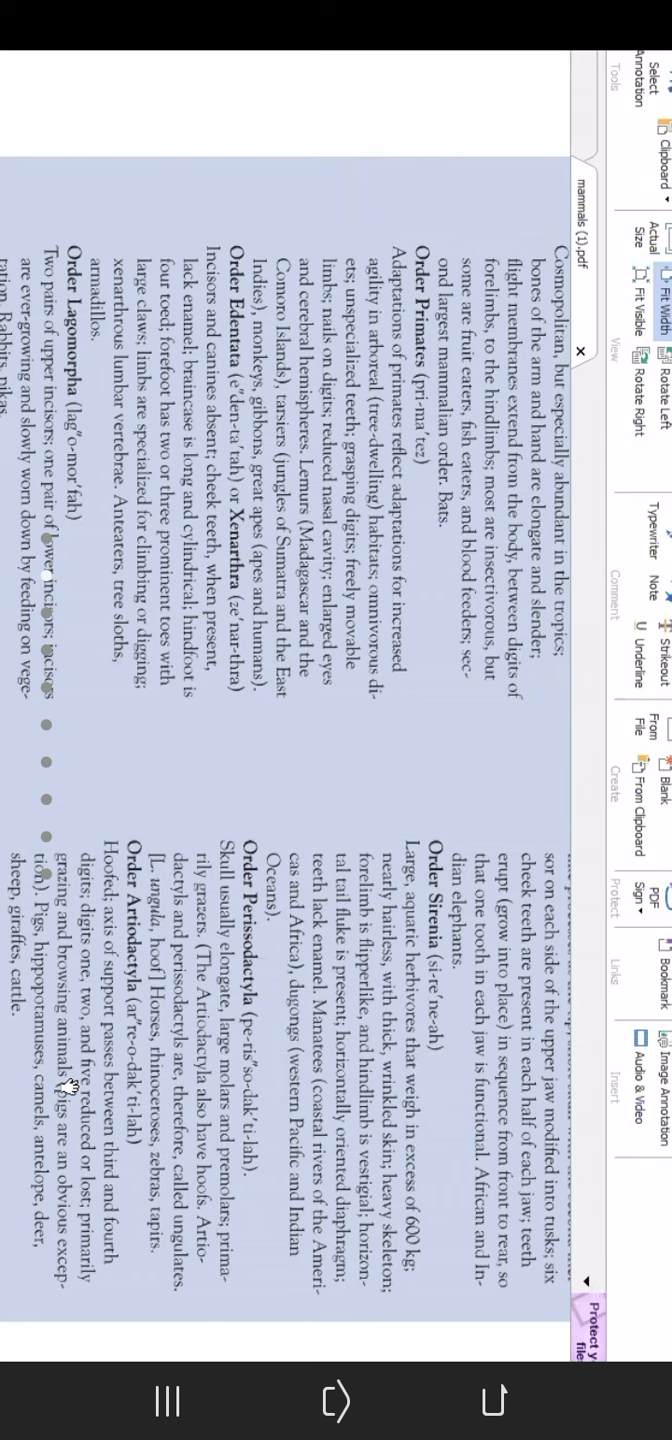 Select
Annotation
Clipboard
Actual
Size
Fit Width
Fit Visible
Rotate Left
Rotate Right
Typewriter
Note
Strikeout
Underline
From
File
Blank
From Clipboard
PDF
Sign
Bookmark
Image Annotation
Audio & Video
Tools
View
Comment
Create
Protect
Links
Insert
mammals (1).pdf
Protect y
file
Cosmopolitan, but especially abundant in the tropics;
bones of the arm and hand are elongate and slender;
flight membranes extend from the body, between digits of
forelimbs, to the hindlimbs; most are insectivorous, but
some are fruit eaters, fish eaters, and blood feeders; sec-
ond largest mammalian order. Bats.
Order Primates (pri-ma'tez)
Adaptations of primates reflect adaptations for increased
agility in arboreal (tree-dwelling) habitats; omnivorous di-
ets; unspecialized teeth; grasping digits; freely movable
limbs; nails on digits; reduced nasal cavity; enlarged eyes
and cerebral hemispheres. Lemurs (Madagascar and the
Comoro Islands), tarsiers (jungles of Sumatra and the East
Indies), monkeys, gibbons, great apes (apes and humans).
Order Edentata (e"den-ta'tah) or Xenarthra (ze'nar-thra)
Incisors and canines absent; cheek teeth, when present,
lack enamel; braincase is long and cylindrical; hindfoot is
four toed; forefoot has two or three prominent toes with
large claws; limbs are specialized for climbing or digging;
xenarthrous lumbar vertebrae. Anteaters, tree sloths,
armadillos.
Order Lagomorpha (lag"o-mor'fah)
Two pairs of upper incisors; one pair of lower incisors; incisors
are ever-growing and slowly worn down by feeding on vege-
tation. Rabbits, pikas.
sor on each side of the upper jaw modified into tusks; six
cheek teeth are present in each half of each jaw; teeth
erupt (grow into place) in sequence from front to rear, so
that one tooth in each jaw is functional. African and In-
dian elephants.
Order Sirenia (si-re'ne-ah)
Large, aquatic herbivores that weigh in excess of 600 kg;
nearly hairless, with thick, wrinkled skin; heavy skeleton;
forelimb is flipperlike, and hindlimb is vestigial; horizon-
tal tail fluke is present; horizontally oriented diaphragm;
teeth lack enamel. Manatees (coastal rivers of the Ameri-
cas and Africa), dugongs (western Pacific and Indian
Oceans).
Order Perissodactyla (pe-ris"so-dak'ti-lah).
Skull usually elongate, large molars and premolars; prima-
rily grazers. (The Artiodactyla also have hoofs. Artio-
dactyls and perissodactyls are, therefore, called ungulates.
[L. ungula, hoof] Horses, rhinoceroses, zebras, tapirs.
Order Artiodactyla (ar"re-o-dak'ti-lah)
Hoofed; axis of support passes between third and fourth
digits; digits one, two, and five reduced or lost; primarily
grazing and browsing animals (pigs are an obvious excep-
tion). Pigs, hippopotamuses, camels, antelope, deer,
sheep, giraffes, cattle.